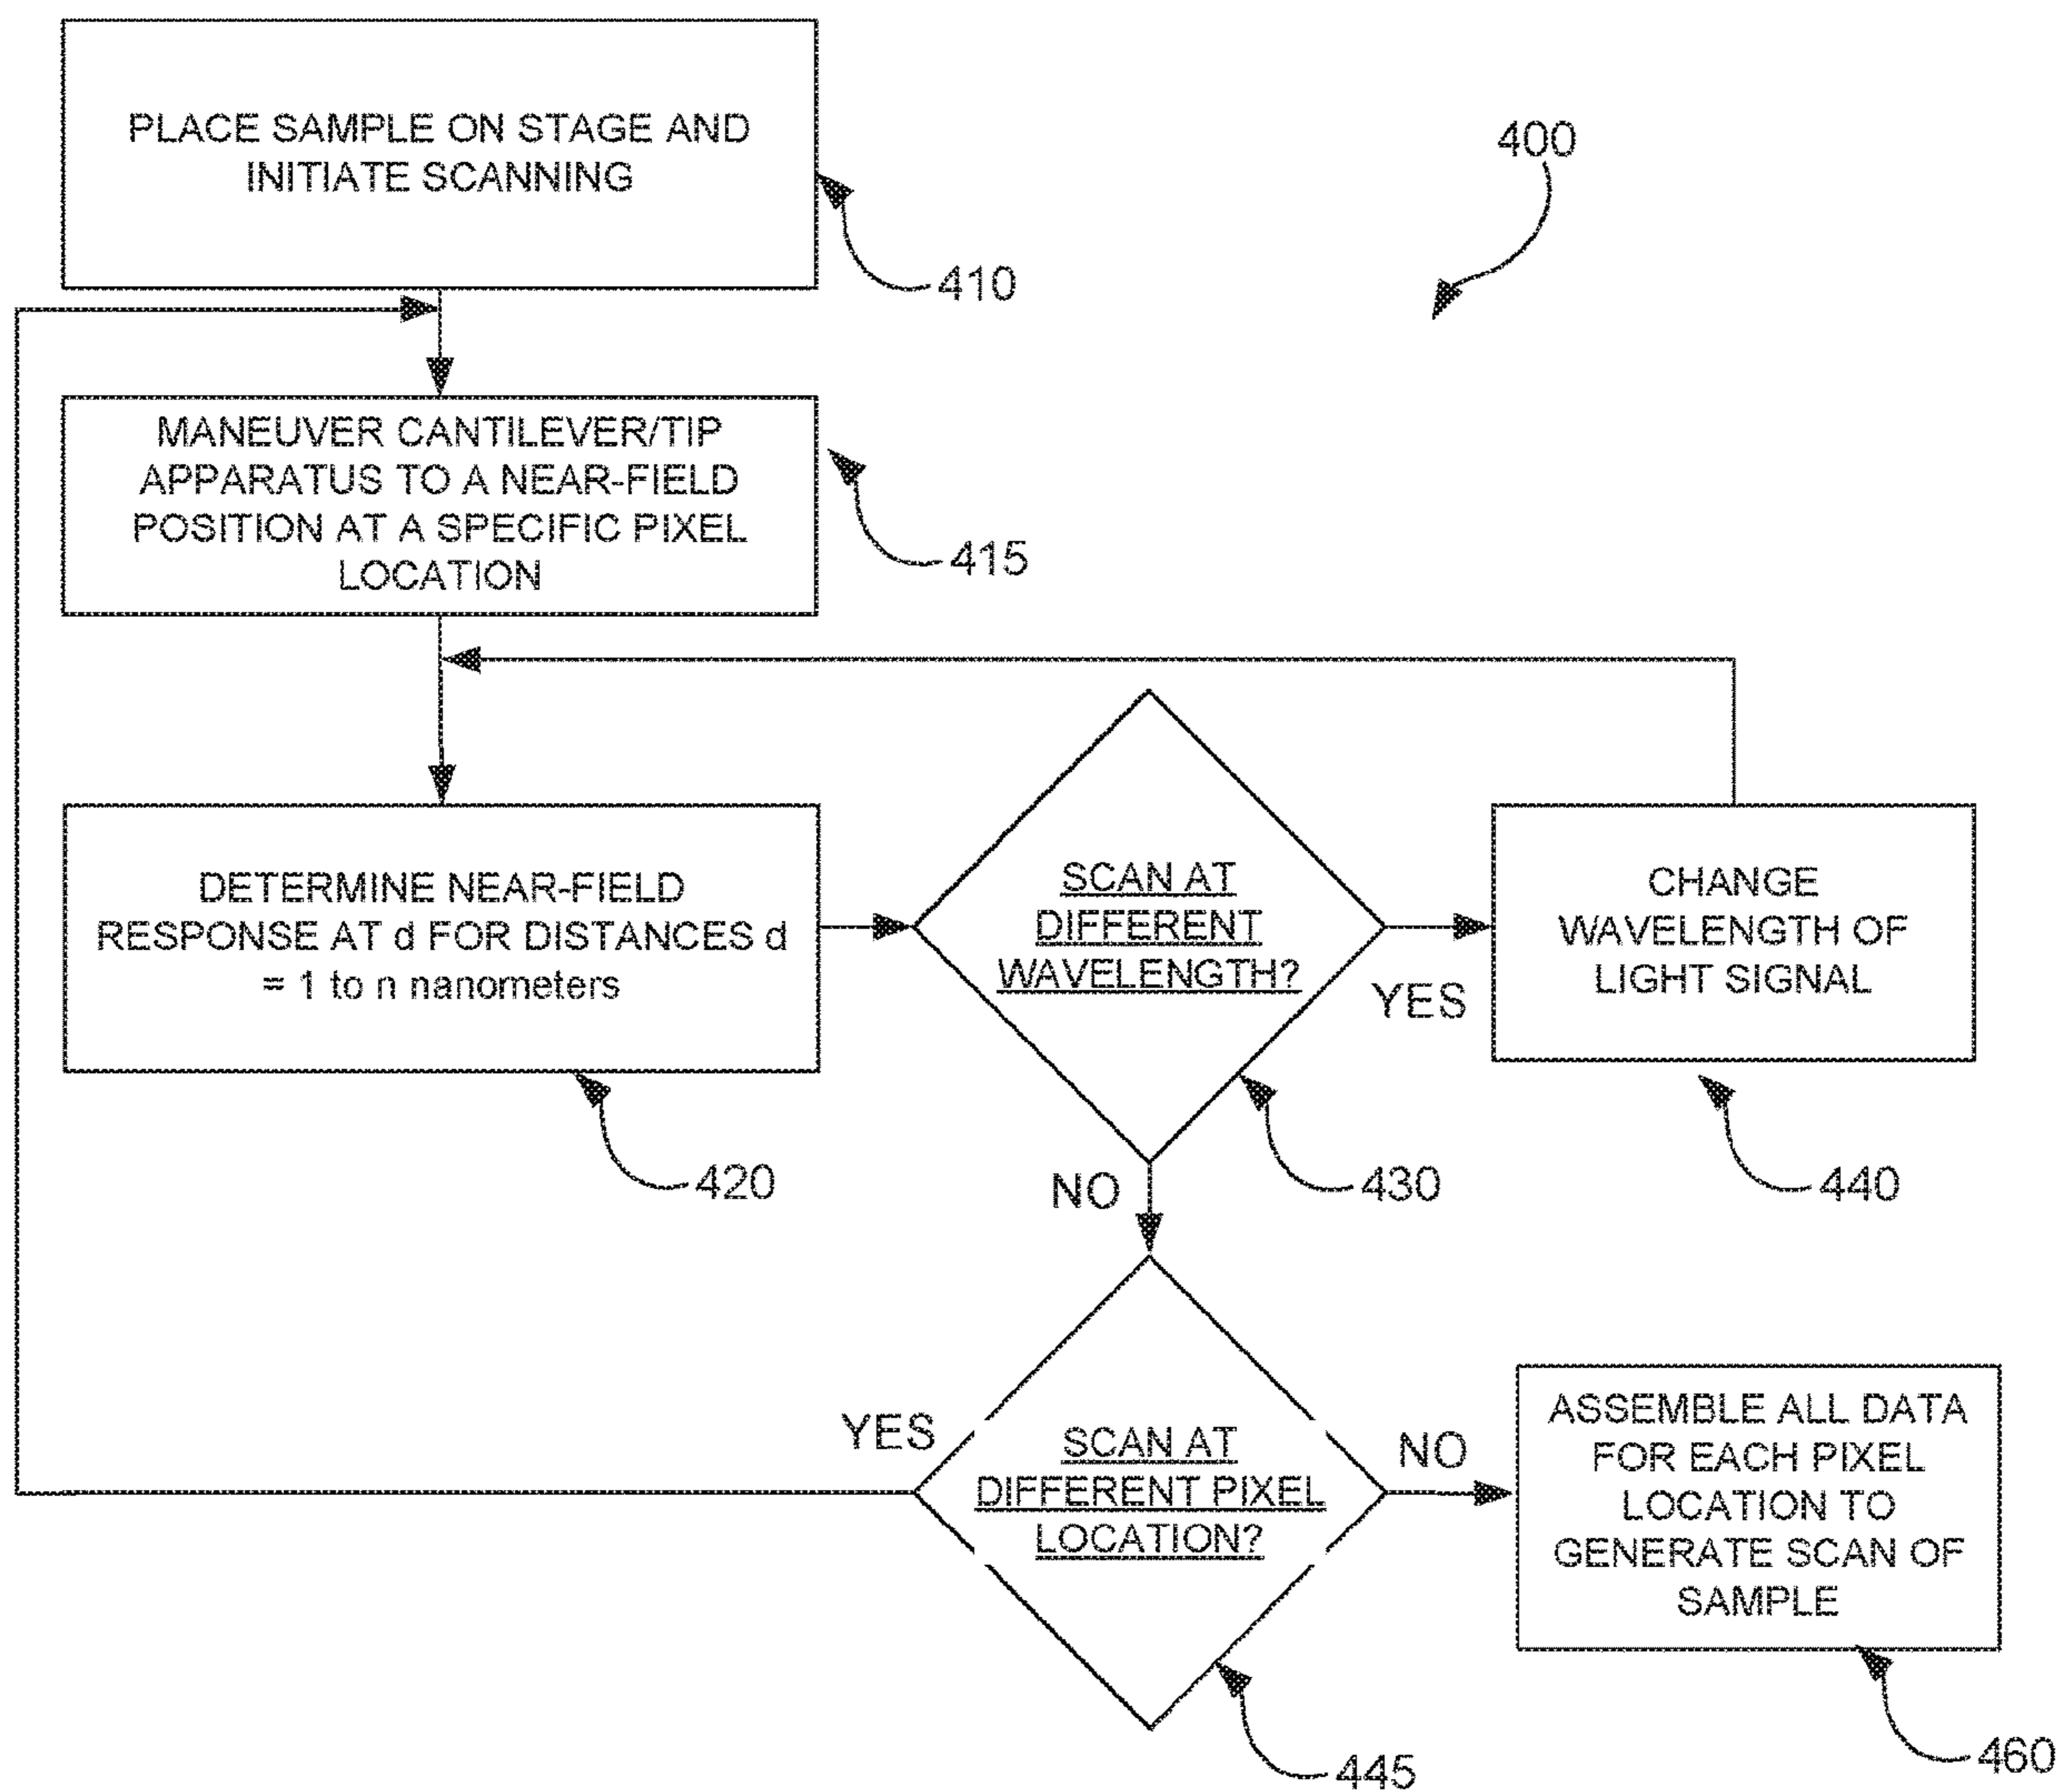 PLACE SAMPLE ON STAGE AND
INITIATE SCANNING
400
410
MANEUVER CANTILEVER/TIP
APPARATUS TO A NEAR-FIELD
POSITION AT A SPECIFIC PIXEL
LOCATION
415
DETERMINE NEAR-FIELD
RESPONSE AT d FOR DISTANCES d
= 1 to n nanometers
420
SCAN AT
DIFFERENT
WAVELENGTH?
YES
430
CHANGE
WAVELENGTH OF
LIGHT SIGNAL
440
NO
YES
SCAN AT
DIFFERENT PIXEL
LOCATION?
NO
445
ASSEMBLE ALL DATA
FOR EACH PIXEL
LOCATION TO
GENERATE SCAN OF
SAMPLE
460